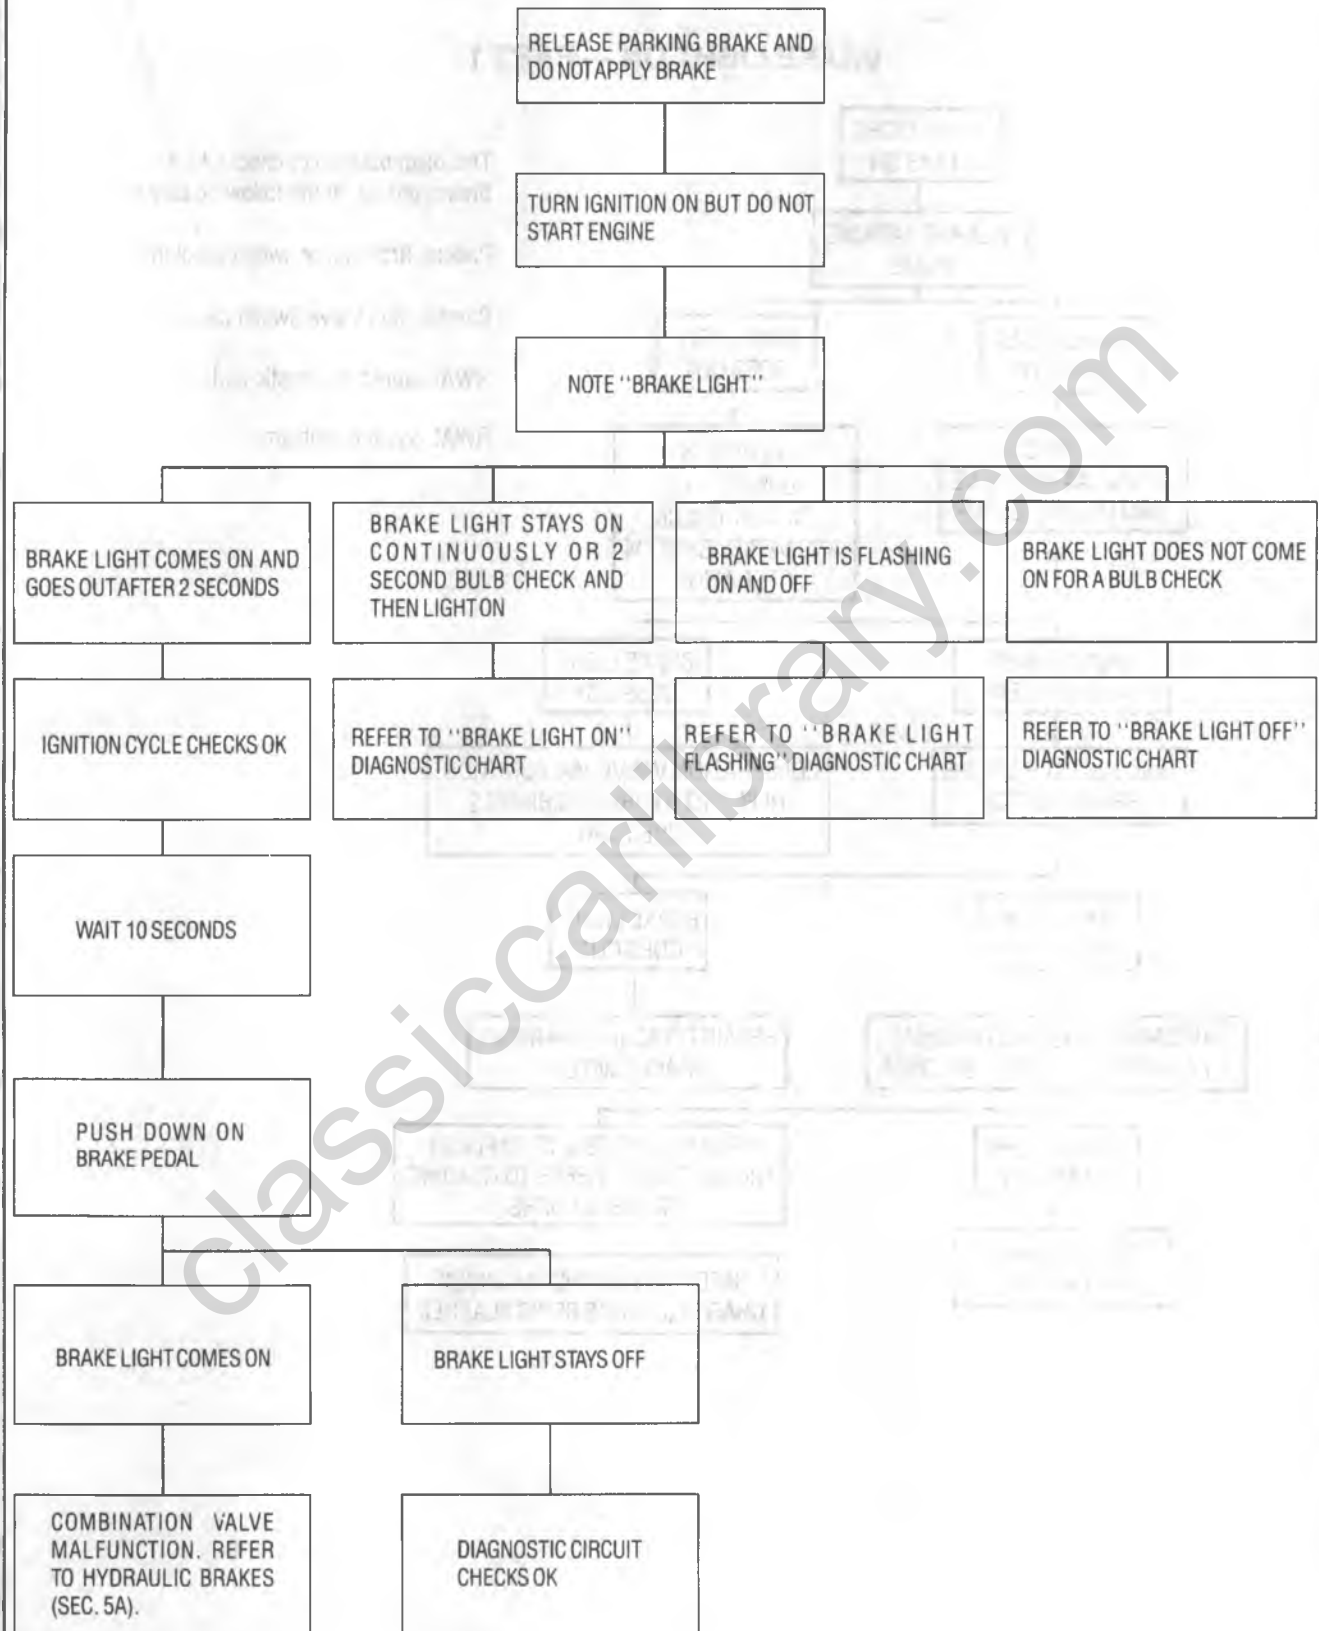 RELEASE PARKING BRAKE AND
DO NOT APPLY BRAKE
TURN IGNITION ON BUT DO NOT
START ENGINE
NOTE "BRAKE LIGHT"
BRAKE LIGHT COMES ON AND
GOES OUT AFTER 2 SECONDS
BRAKE LIGHT STAYS ON
CONTINUOUSLY OR 2
SECOND BULB CHECK AND
THEN LIGHT ON
BRAKE LIGHT IS FLASHING
ON AND OFF
BRAKE LIGHT DOES NOT COME
ON FOR A BULB CHECK
IGNITION CYCLE CHECKS OK
REFER TO "BRAKE LIGHT ON"
DIAGNOSTIC CHART
REFER TO "BRAKE LIGHT
FLASHING" DIAGNOSTIC CHART
REFER TO "BRAKE LIGHT OFF"
DIAGNOSTIC CHART
WAIT 10 SECONDS
PUSH DOWN ON
BRAKE PEDAL
BRAKE LIGHT COMES ON
BRAKE LIGHT STAYS OFF
COMBINATION VALVE
MALFUNCTION. REFER
TO HYDRAULIC BRAKES
(SEC. 5A).
DIAGNOSTIC CIRCUIT
CHECKS OK
classiccarlibrary.com